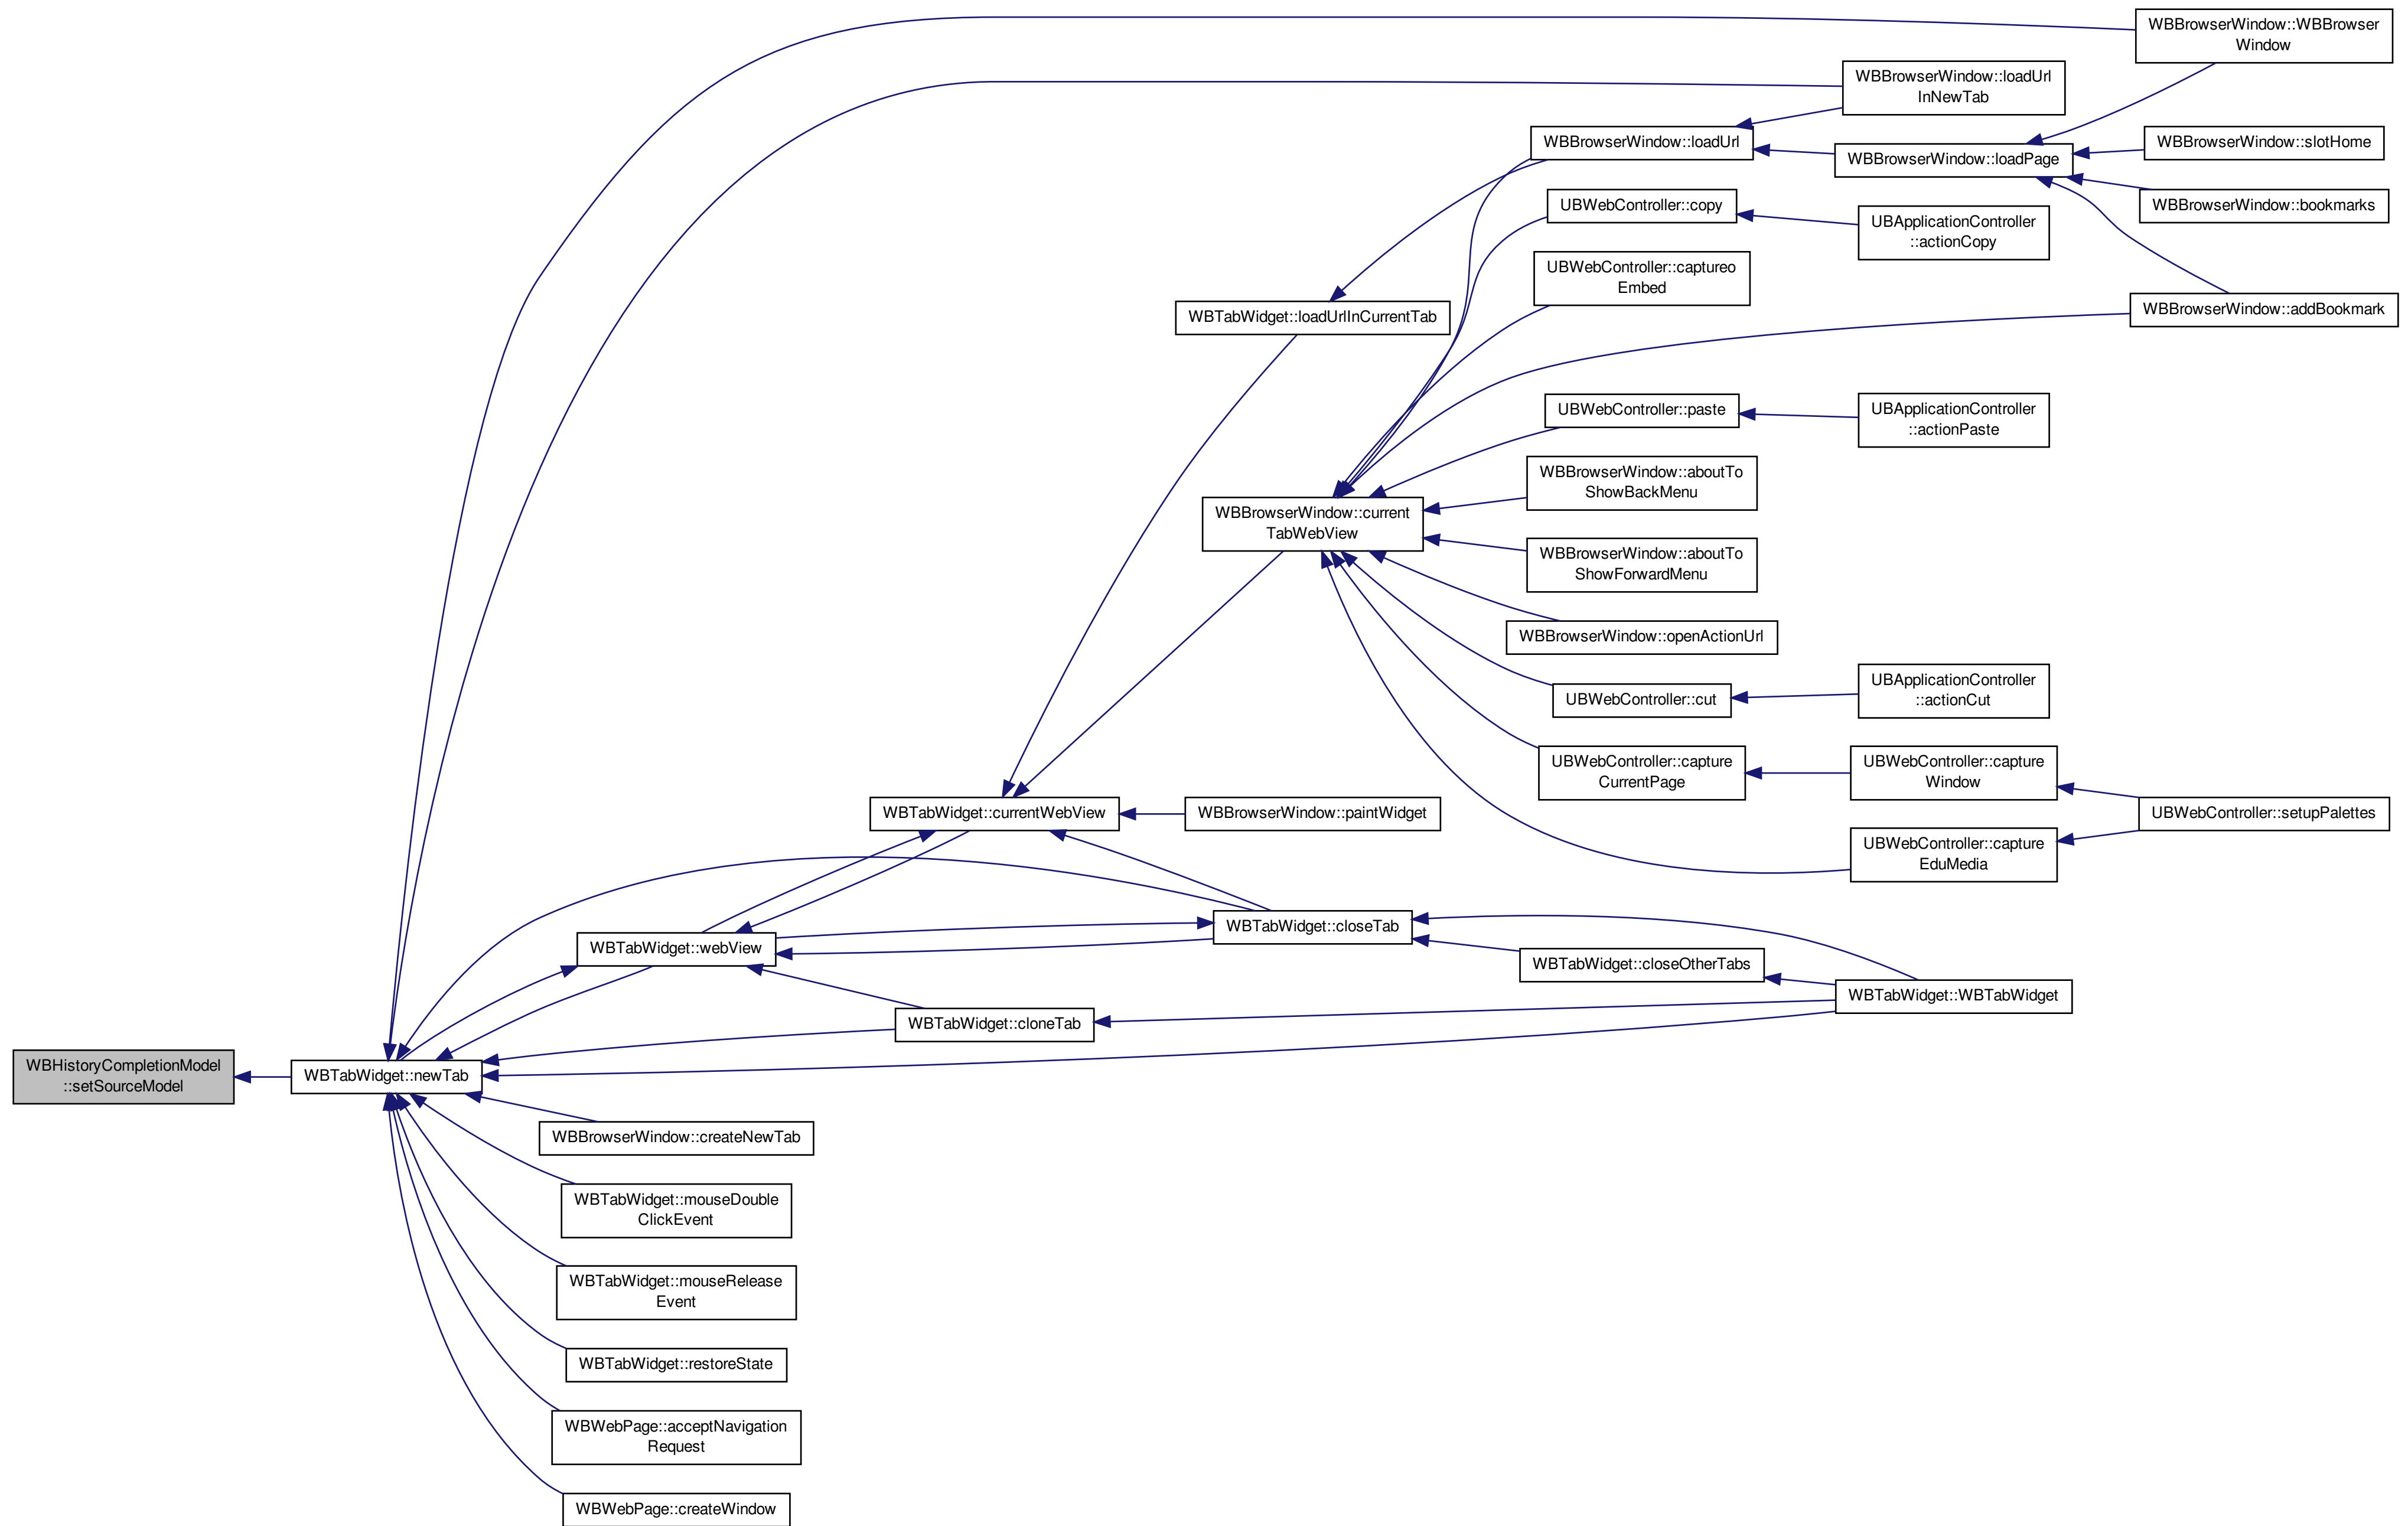 WBBrowserWindow::WBBrowser
Window
WBBrowserWindow::loadUrl
InNewTab
WBBrowserWindow::loadUrl
WBBrowserWindow::loadPage
WBBrowserWindow::slotHome
WBBrowserWindow::bookmarks
UBWebController::copy
UBApplicationController
::actionCopy
UBWebController::captureo
Embed
WBTabWidget::loadUrlInCurrentTab
WBBrowserWindow::addBookmark
UBWebController::paste
UBApplicationController
::actionPaste
WBBrowserWindow::aboutTo
ShowBackMenu
WBBrowserWindow::current
TabWebView
WBBrowserWindow::aboutTo
ShowForwardMenu
WBBrowserWindow::openActionUrl
UBWebController::cut
UBApplicationController
::actionCut
UBWebController::capture
CurrentPage
UBWebController::capture
Window
WBTabWidget::currentWebView
WBBrowserWindow::paintWidget
UBWebController::setupPalettes
UBWebController::capture
EduMedia
WBTabWidget::closeTab
WBTabWidget::webView
WBTabWidget::closeOtherTabs
WBTabWidget::WBTabWidget
WBTabWidget::cloneTab
WBHistoryCompletionModel
::setSourceModel
WBTabWidget::newTab
WBBrowserWindow::createNewTab
WBTabWidget::mouseDouble
ClickEvent
WBTabWidget::mouseRelease
Event
WBTabWidget::restoreState
WBWebPage::acceptNavigation
Request
WBWebPage::createWindow